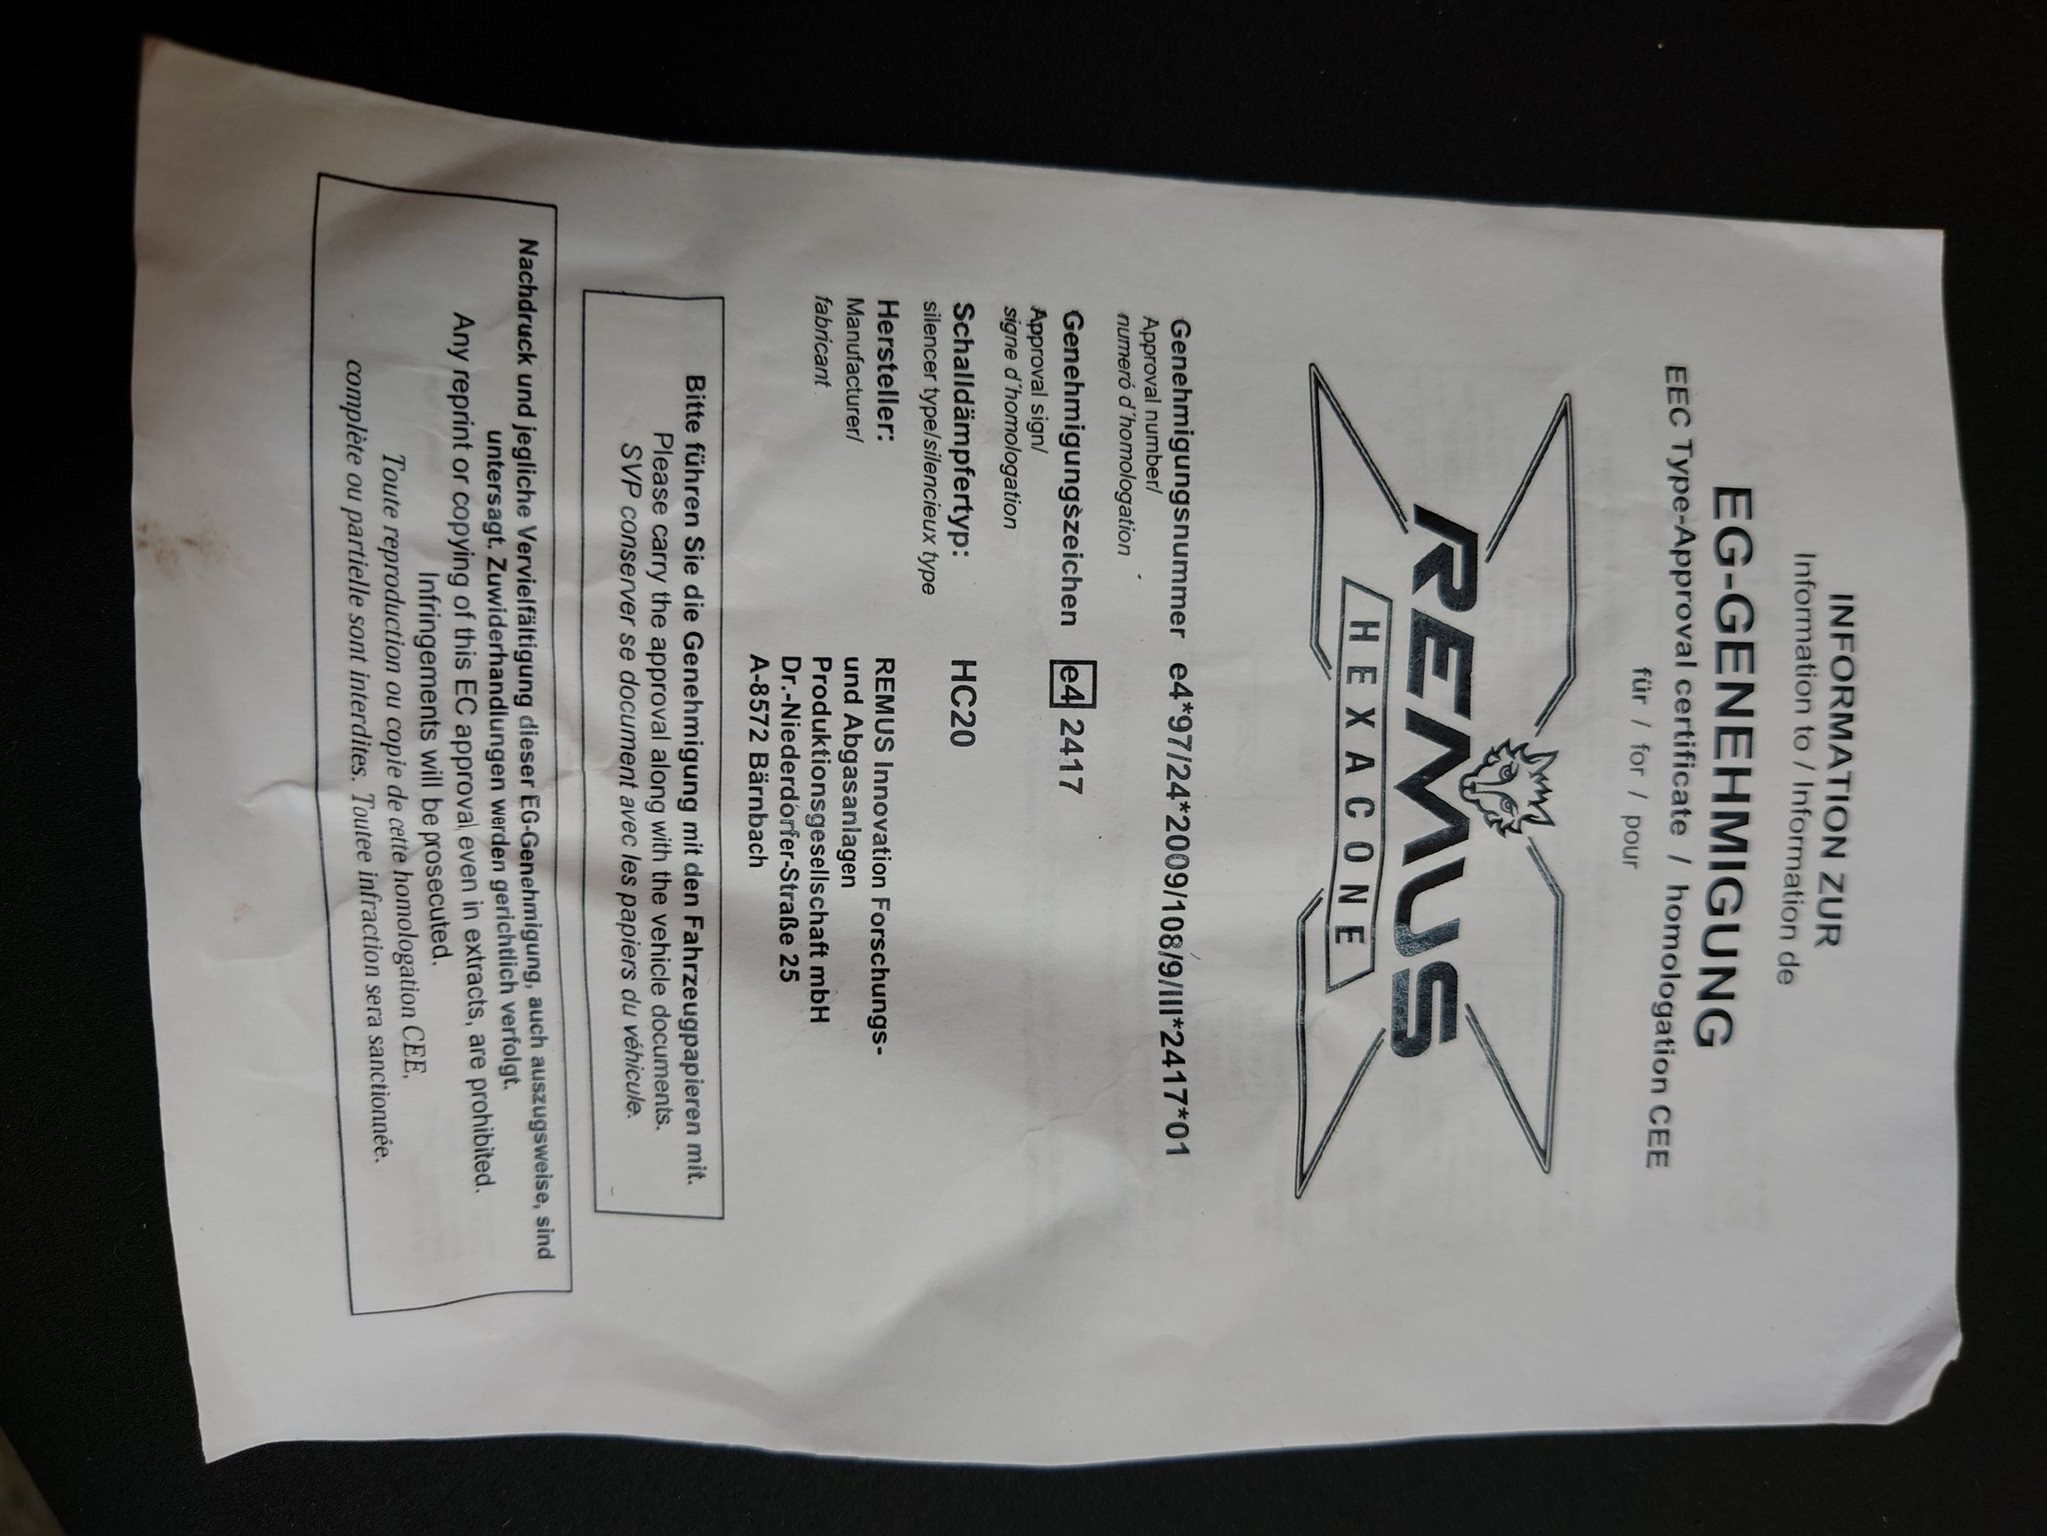 INFORMATION ZUR
Information to / Information de
EG-GENEHMIGUNG
EEC Type-Approval certificate / homologation CEE
für / for / pour
REMUS
HEXACONE
Genehmigungsnummer e4*97/24*2009/108/9/III*2417*01
Approval number/
numeró d'homologation
Genehmigungszeichen e4 2417
Approval sign/
signe d'homologation
Schalldämpfertyp: HC20
silencer type/silencieux type
Hersteller: REMUS Innovation Forschungs-
Manufacturer/ und Abgasanlagen
fabricant Produktionsgesellschaft mbH
Dr.-Niederdorfer-Straße 25
A-8572 Bärnbach
Bitte führen Sie die Genehmigung mit den Fahrzeugpapieren mit.
Please carry the approval along with the vehicle documents.
SVP conserver se document avec les papiers du véhicule.
Nachdruck und jegliche Vervielfältigung dieser EG-Genehmigung, auch auszugsweise, sind
untersagt. Zuwiderhandlungen werden gerichtlich verfolgt.
Any reprint or copying of this EC approval, even in extracts, are prohibited.
Infringements will be prosecuted.
Toute reproduction ou copie de cette homologation CEE,
complète ou partielle sont interdites. Toutee infraction sera sanctionnée.